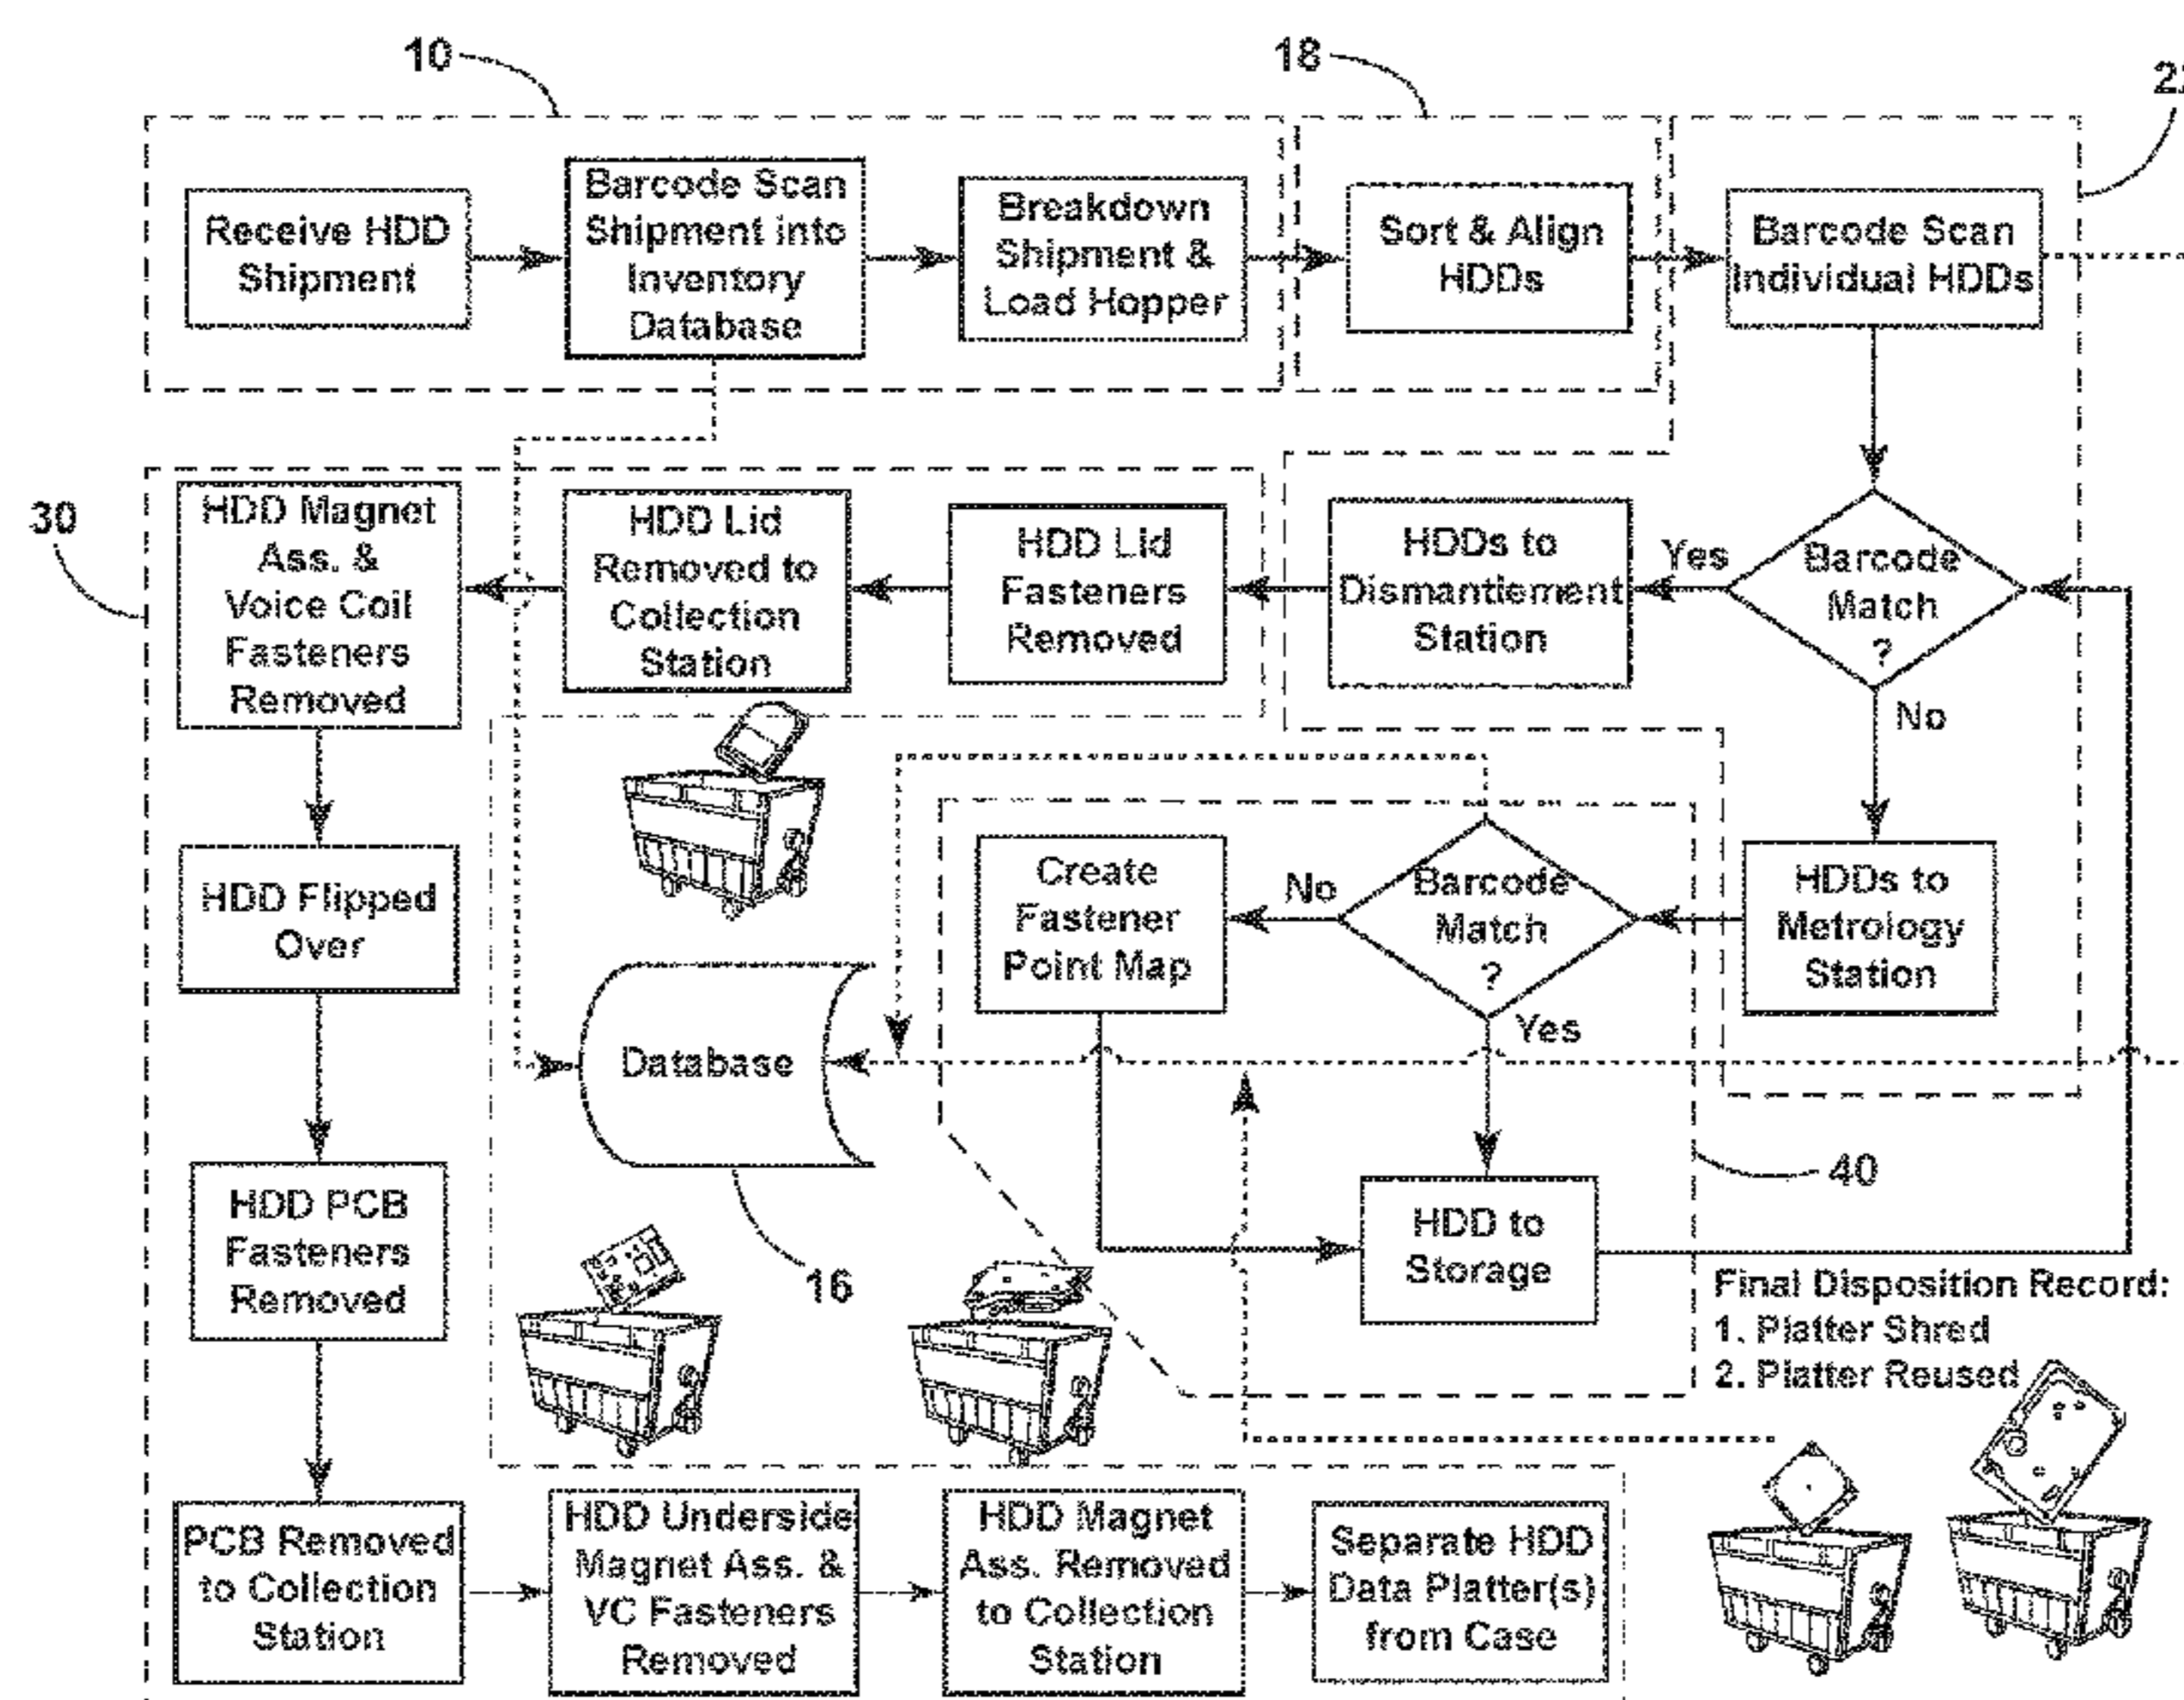 10
18
Receive HDD
Shipment
Barcode Scan
Shipment into
Inventory
Database
Breakdown
Shipment &
Load Hopper
Sort & Align
HDDs
Barcode Scan
Individual HDDs
30
HDD Magnet
Ass. &
Voice Coil
Fasteners
Removed
HDD Lid
Removed to
Collection
Station
HDD Lid
Fasteners
Removed
HDDs to
Dismantlement
Station
Yes
Barcode
Match
?
No
HDD Flipped
Over
Create
Fastener
Point Map
No
Barcode
Match
?
Yes
HDDs to
Metrology
Station
Database
16
40
HDD PCB
Fasteners
Removed
HDD to
Storage
Final Disposition Record:
1. Platter Shred
2. Platter Reused
PCB Removed
to Collection
Station
HDD Underside
Magnet Ass. &
VC Fasteners
Removed
HDD Magnet
Ass. Removed
to Collection
Station
Separate HDD
Data Platter(s)
from Case